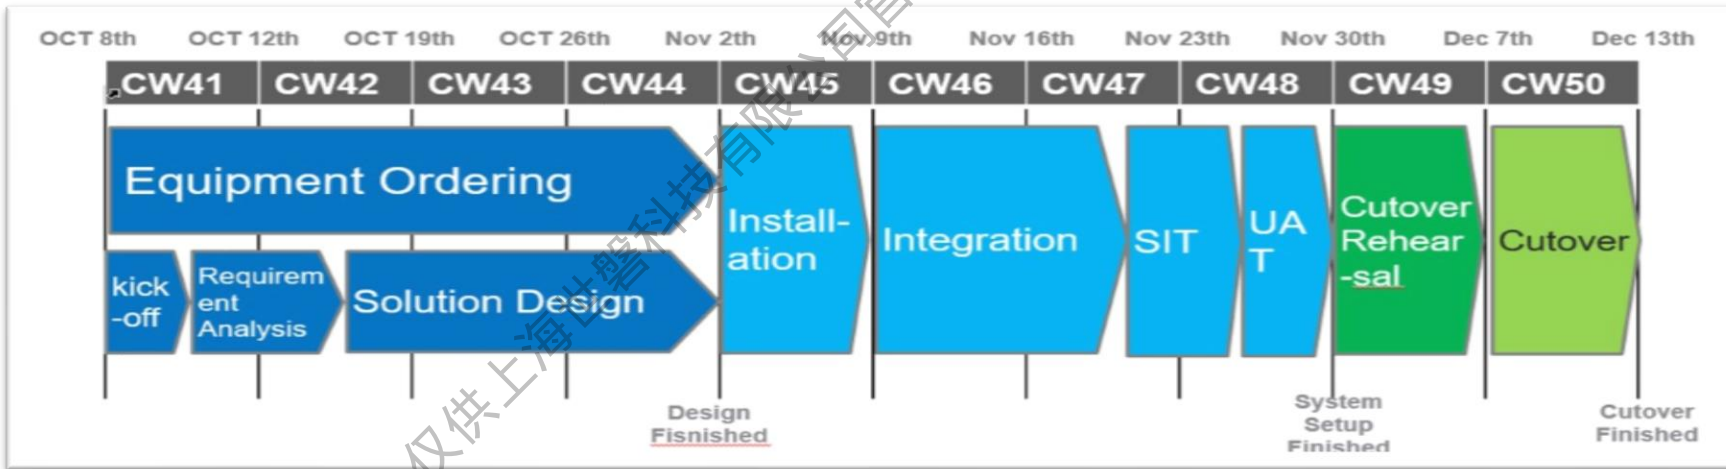 OCT 8th OCT 12th OCT 19th OCT 26th Nov 2th Nov 9th Nov 16th Nov 23th Nov 30th Dec 7th Dec 13th
CW41 CW42 CW43 CW44 CW45 CW46 CW47 CW48 CW49 CW50
Equipment Ordering
kick
-off
Requirem
ent
Analysis
Solution Design
Install-
ation
Integration
SIT
UA
T
Cutover
Rehear
-sal
Cutover
Design
Fisnished
System
Setup
Finished
Cutover
Finished
仅供上海世磐科技有限公司官